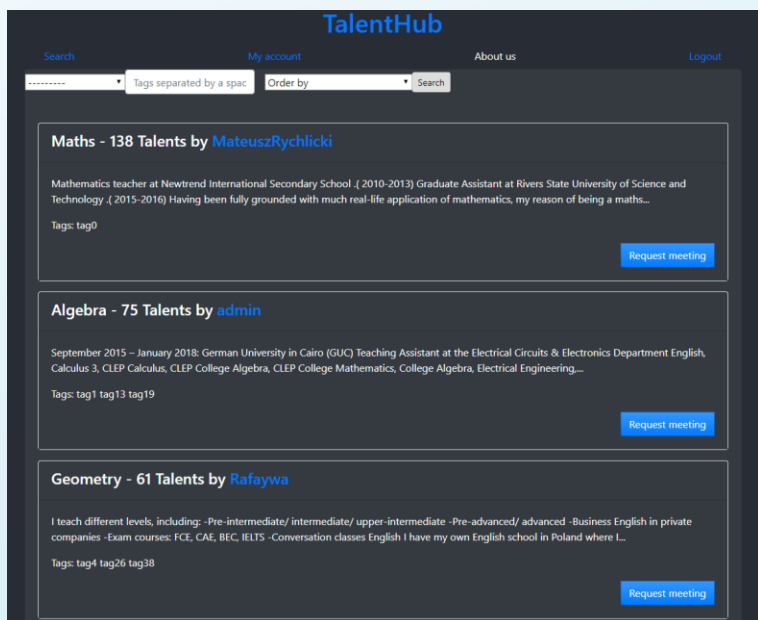 TalentHub
Search My account About us Logout
--------- Tags separated by a spac Order by Search
Maths - 138 Talents by MateuszRychlicki
Mathematics teacher at Newtrend International Secondary School .( 2010-2013) Graduate Assistant at Rivers State University of Science and
Technology .( 2015-2016) Having been fully grounded with much real-life application of mathematics, my reason of being a maths...
Tags: tag0
Request meeting
Algebra - 75 Talents by admin
September 2015 – January 2018: German University in Cairo (GUC) Teaching Assistant at the Electrical Circuits & Electronics Department English,
Calculus 3, CLEP Calculus, CLEP College Algebra, CLEP College Mathematics, College Algebra, Electrical Engineering,...
Tags: tag1 tag13 tag19
Request meeting
Geometry - 61 Talents by Rafaywa
I teach different levels, including: -Pre-intermediate/ intermediate/ upper-intermediate -Pre-advanced/ advanced -Business English in private
companies -Exam courses: FCE, CAE, BEC, IELTS -Conversation classes English I have my own English school in Poland where I...
Tags: tag4 tag26 tag38
Request meeting